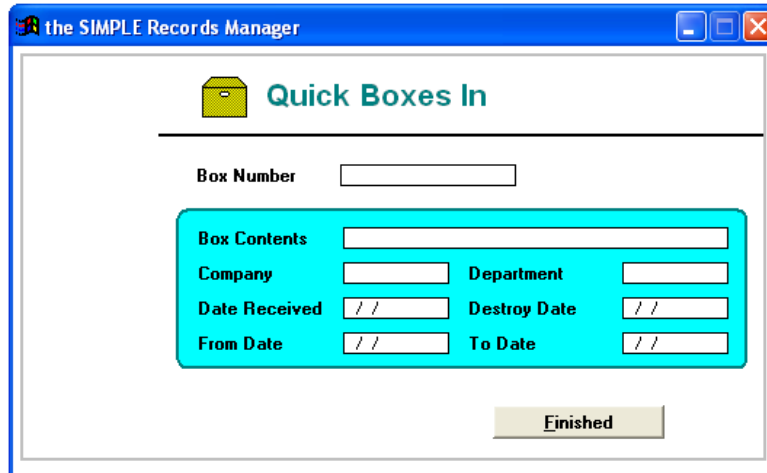 the SIMPLE Records Manager
Quick Boxes In
Box Number
Box Contents
Company Department
Date Received / / Destroy Date / /
From Date / / To Date / /
Finished